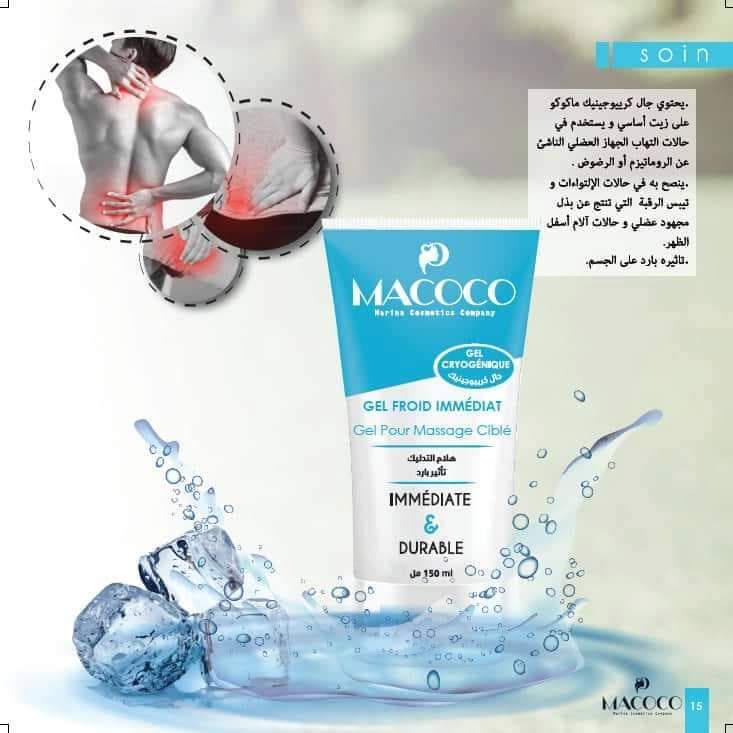 soin
.يحتوي جال كرييوجينيك ماكوكو
على زيت أساسي و يستخدم في
حالات التهاب الجهاز العضلي الناشئ
عن الروماتيزم أو الرضوض .
.ينصح به في حالات الإلتواءات و
تيبس الرقبة التي تنتج عن بذل
مجهود عضلي و حالات آلام أسفل
الظهر.
.تاثيره بارد على الجسم.
MACOCO
Marine Cosmetics Company
GEL
CRYOGÉNIQUE
جال كرييوجينيك
GEL FROID IMMÉDIAT
Gel Pour Massage Ciblé
هلام التدليك
تأثير بارد
IMMÉDIATE
&
DURABLE
150 ml مل
MACOCO
Marine Cosmetics Company
15